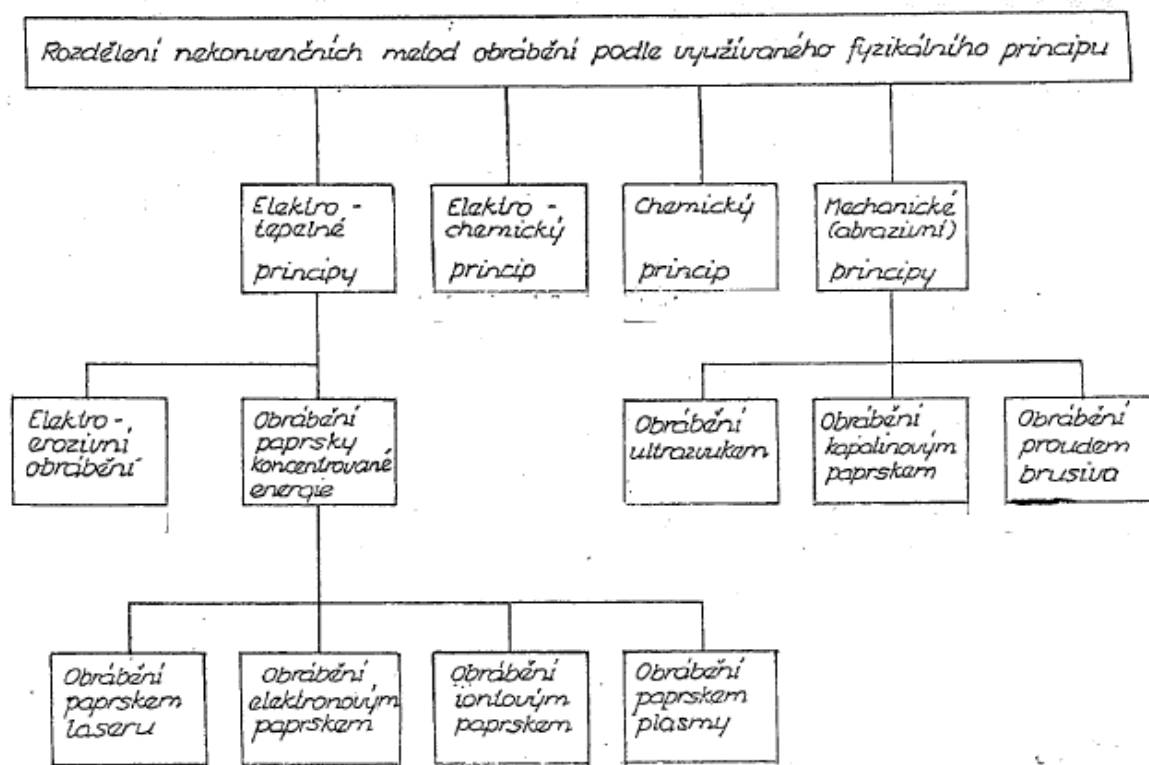 Rozdělení nekonvenčních metod obrábění podle využívaného fyzikálního principu
Elektro -
tepelné
principy
Elektro -
chemický
princip
Chemický
princip
Mechanické
(abrazivní)
principy
Elektro -
erozivní
obrábění
Obrábění
paprsky
koncentrované
energie
Obrábění
ultrazvukem
Obrábění
kapalinovým
paprskem
Obrábění
proudem
brusiva
Obrábění
paprskem
laseru
Obrábění
elektronovým
paprskem
Obrábění
iontovým
paprskem
Obrábění
paprskem
plasmy